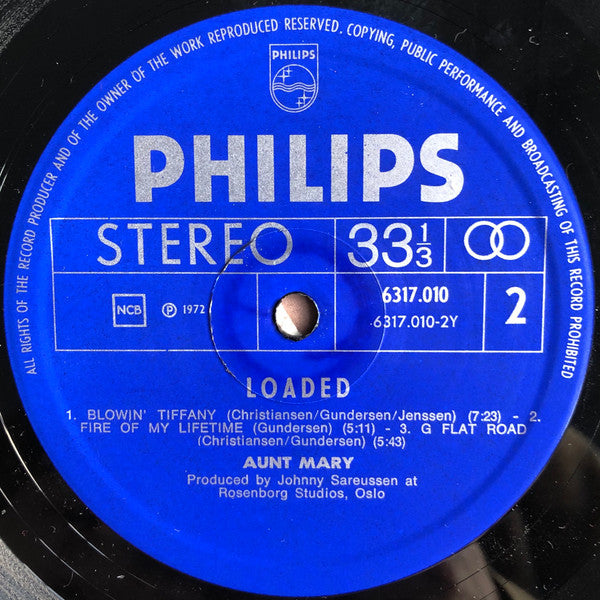 ALL RIGHTS OF THE RECORD PRODUCER AND OF THE OWNER OF THE WORK REPRODUCED RESERVED. COPYING, PUBLIC PERFORMANCE AND BROADCASTING OF THIS RECORD PROHIBITED
PHILIPS
PHILIPS
STEREO 33 1/3
NCB ℗ 1972 6317.010 2
6317.010-2Y
LOADED
1. BLOWIN' TIFFANY (Christiansen/Gundersen/Jenssen) (7:23) - 2.
FIRE OF MY LIFETIME (Gundersen) (5:11) - 3. G FLAT ROAD
(Christiansen/Gundersen) (5:43)
AUNT MARY
Produced by Johnny Sareussen at
Rosenborg Studios, Oslo